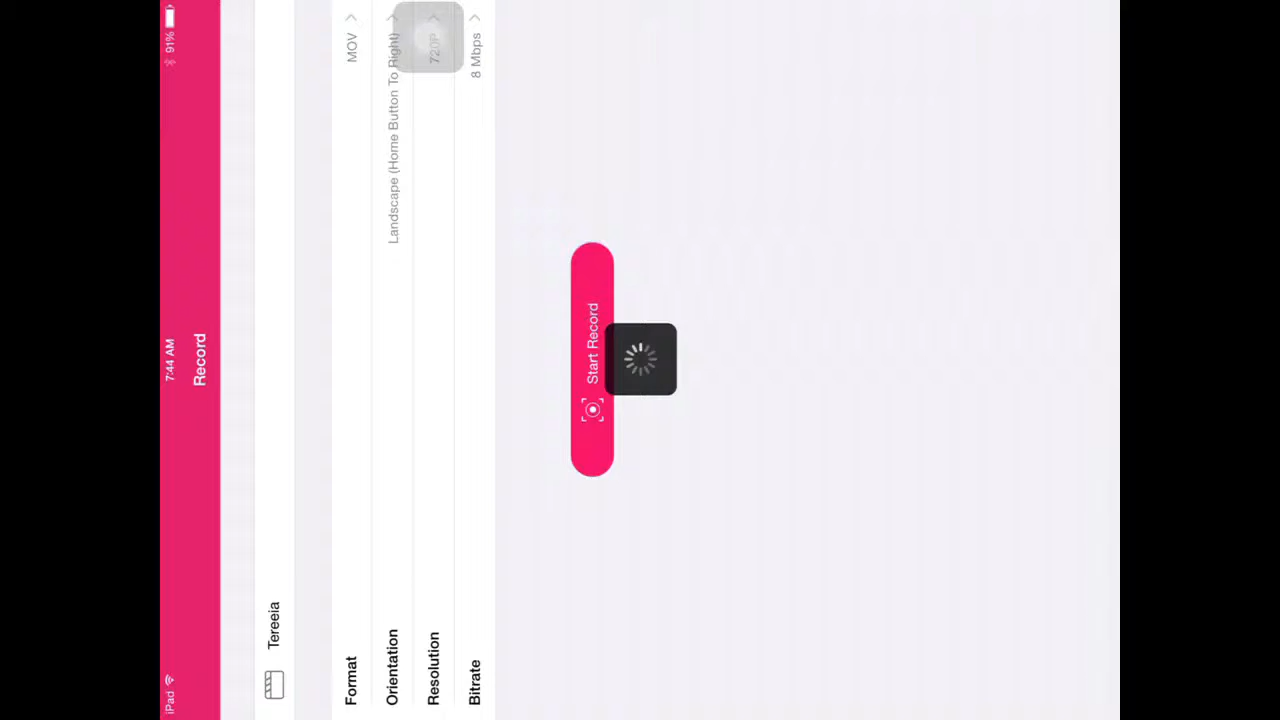 iPad 7:44 AM 91%
Record
Tereeia
Format MOV
Orientation Landscape (Home Button To Right)
Resolution 720P
Bitrate 8 Mbps
Start Record